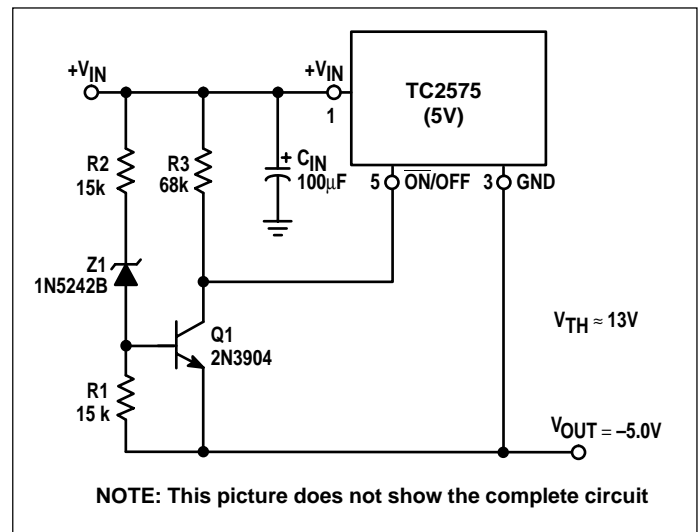 +VIN
+VIN
1
TC2575
(5V)
R2
15k
R3
68k
+
CIN
100µF
5
ON/OFF
3
GND
Z1
1N5242B
Q1
2N3904
VTH ≈ 13V
R1
15 k
VOUT = –5.0V
NOTE: This picture does not show the complete circuit